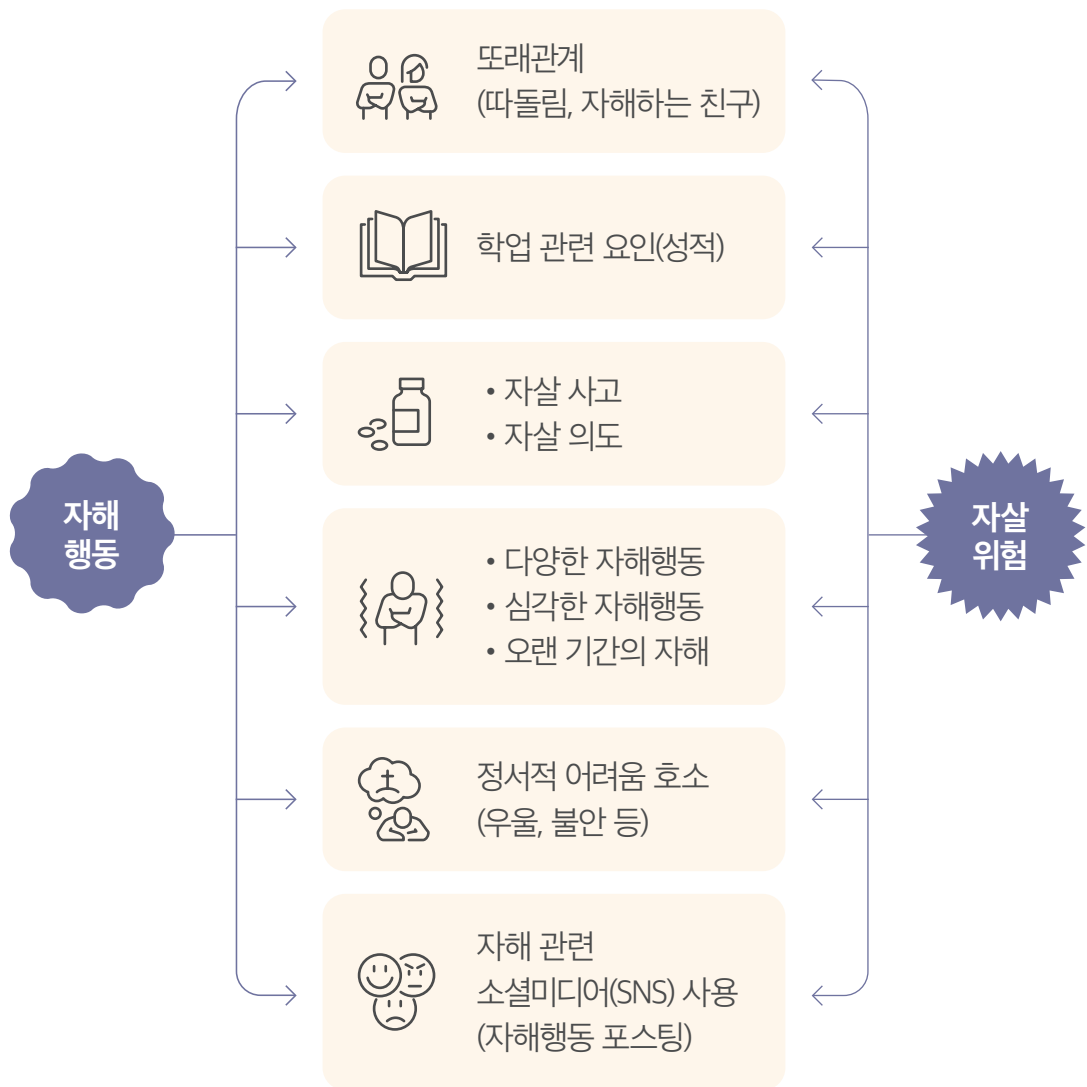 또래관계
(따돌림, 자해하는 친구)
학업 관련 요인(성적)
• 자살 사고
• 자살 의도
자해
행동
자살
위험
• 다양한 자해행동
• 심각한 자해행동
• 오랜 기간의 자해
정서적 어려움 호소
(우울, 불안 등)
자해 관련
소셜미디어(SNS) 사용
(자해행동 포스팅)